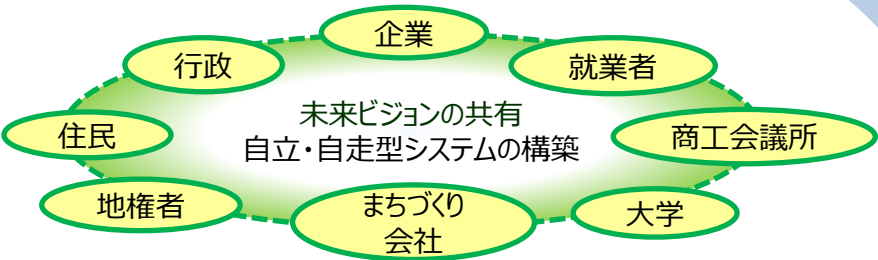 企業
行政
就業者
未来ビジョンの共有
住民
自立・自走型システムの構築
商工会議所
地権者
まちづくり
会社
大学